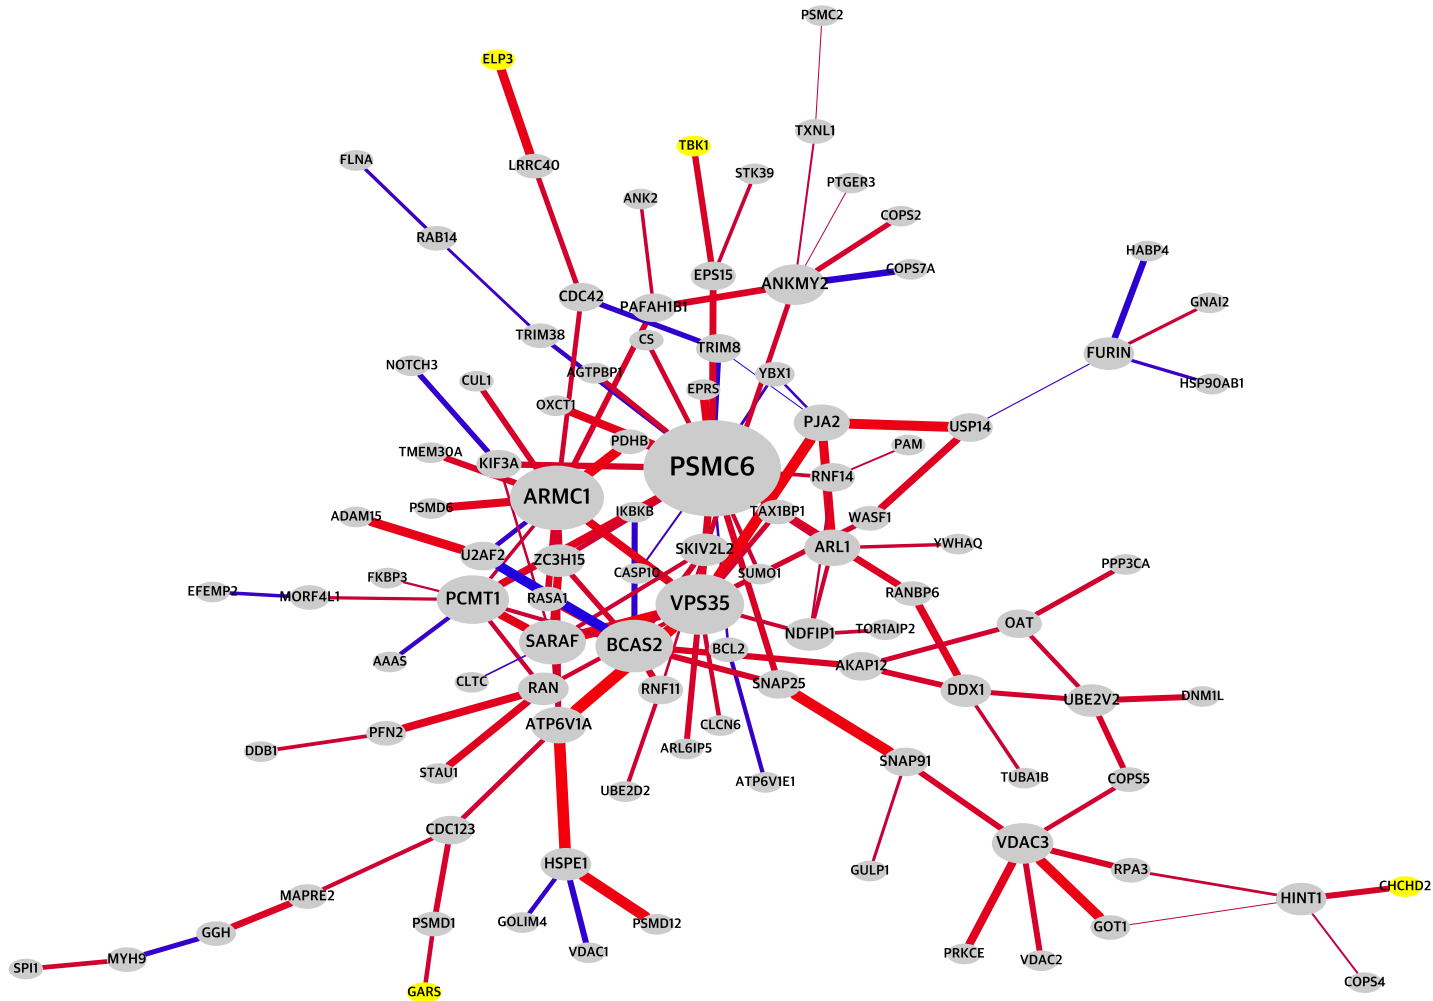 PSMC2
ELP3
TXNL1
TBK1
FLNA
LRRC40
STK39
PTGER3
ANK2
COPS2
RAB14
HABP4
COPS7A
EPS15
ANKMY2
CDC42
GNAI2
PAFAH1B1
TRIM38
CS
TRIM8
FURIN
NOTCH3
CUL1
AGTPBP1
YBX1
HSP90AB1
EPRS
OXCT1
PJA2
USP14
PDHB
PAM
TMEM30A
KIF3A
PSMC6
RNF14
ARMC1
PSMD6
ADAM15
IKBKB
TAX1BP1
WASF1
U2AF2
ZC3H15
SKIV2L2
ARL1
YWHAQ
PPP3CA
FKBP3
CASP10
SUMO1
EFEMP2
MORF4L1
PCMT1
RASA1
VPS35
RANBP6
OAT
SARAF
BCAS2
NDFIP1
TOR1AIP2
BCL2
AAAS
AKAP12
CLTC
RAN
RNF11
SNAP25
DDX1
UBE2V2
DNM1L
ATP6V1A
CLCN6
PFN2
DDB1
ARL6IP5
STAU1
SNAP91
TUBA1B
COPS5
UBE2D2
ATP6V1E1
CDC123
VDAC3
HSPE1
GULP1
RPA3
MAPRE2
HINT1
CHCHD2
PSMD1
GOLIM4
PSMD12
GOT1
GGH
VDAC1
PRKCE
VDAC2
SPI1
MYH9
GARS
COPS4